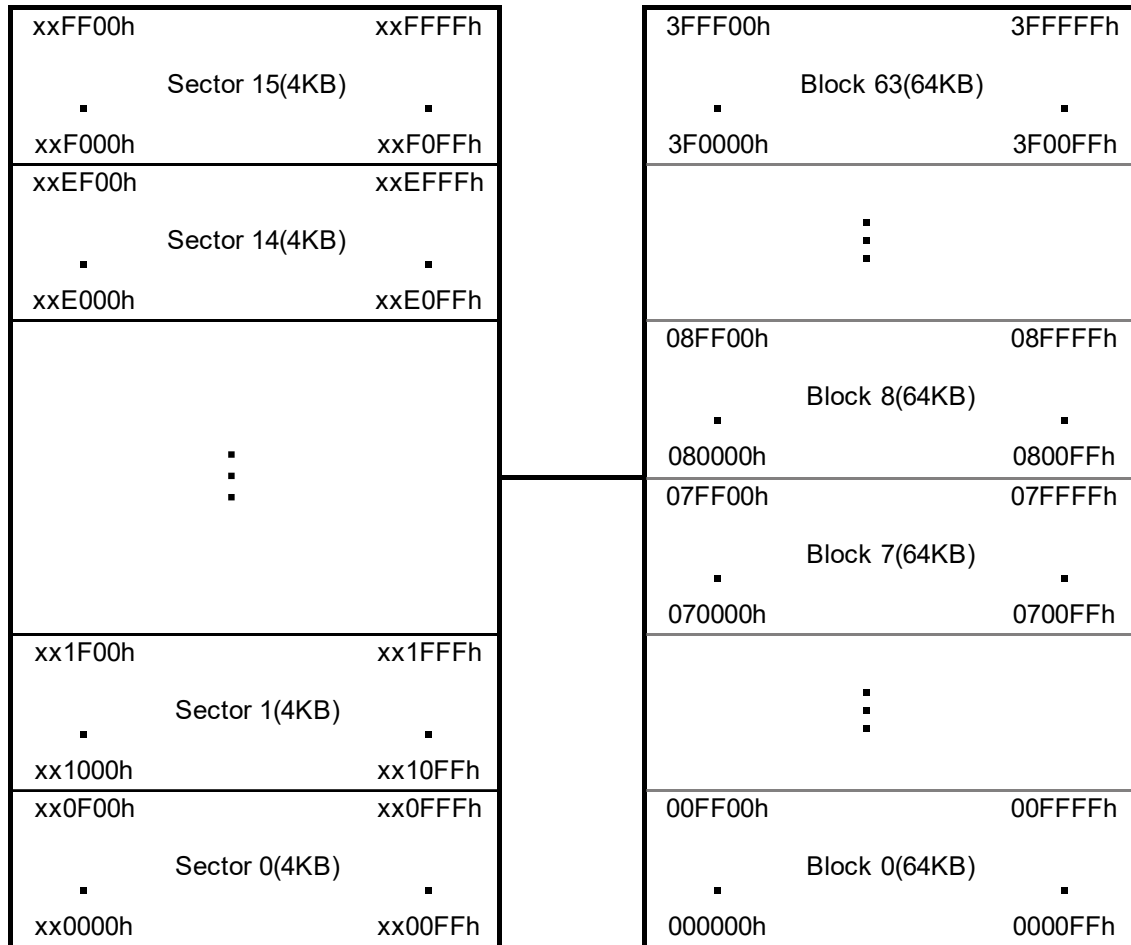 xxFF00h xxFFFFh
Sector 15(4KB)
xxF000h xxF0FFh
xxEF00h xxEFFFh
Sector 14(4KB)
xxE000h xxE0FFh
xx1F00h xx1FFFh
Sector 1(4KB)
xx1000h xx10FFh
xx0F00h xx0FFFh
Sector 0(4KB)
xx0000h xx00FFh
3FFF00h 3FFFFFh
Block 63(64KB)
3F0000h 3F00FFh
08FF00h 08FFFFh
Block 8(64KB)
080000h 0800FFh
07FF00h 07FFFFh
Block 7(64KB)
070000h 0700FFh
00FF00h 00FFFFh
Block 0(64KB)
000000h 0000FFh